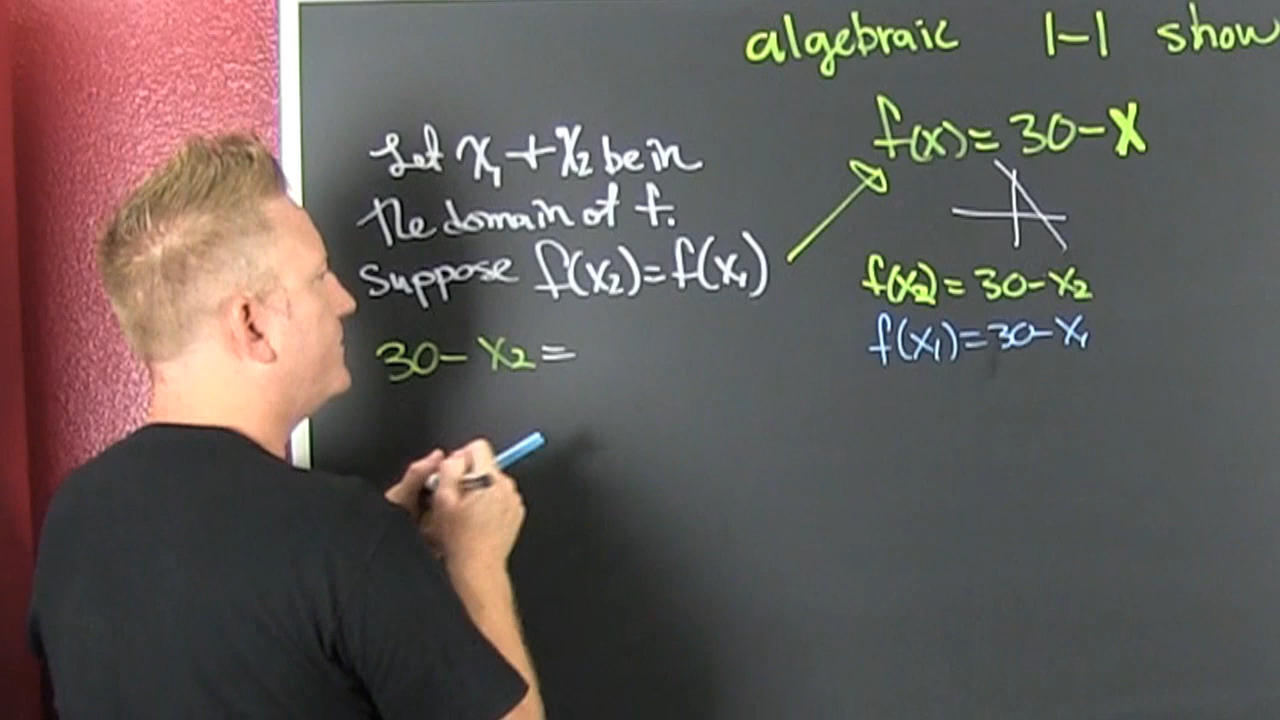 algebraic 1-1 show
Let x₁ + x₂ be in
the domain of f.
Suppose f(x₂)=f(x₁)
30- x₂ =
f(x)= 30-x
f(x₂)= 30-x₂
f(x₁)=30-x₁